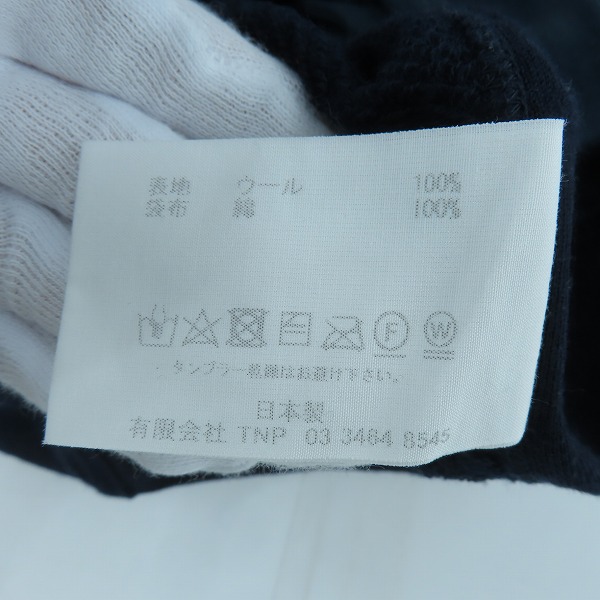 表地 ウール 100%
袋布 綿 100%
F W
タンブラー乾燥はお避け下さい。
日本製
有限会社 TNP 03 3464 8545